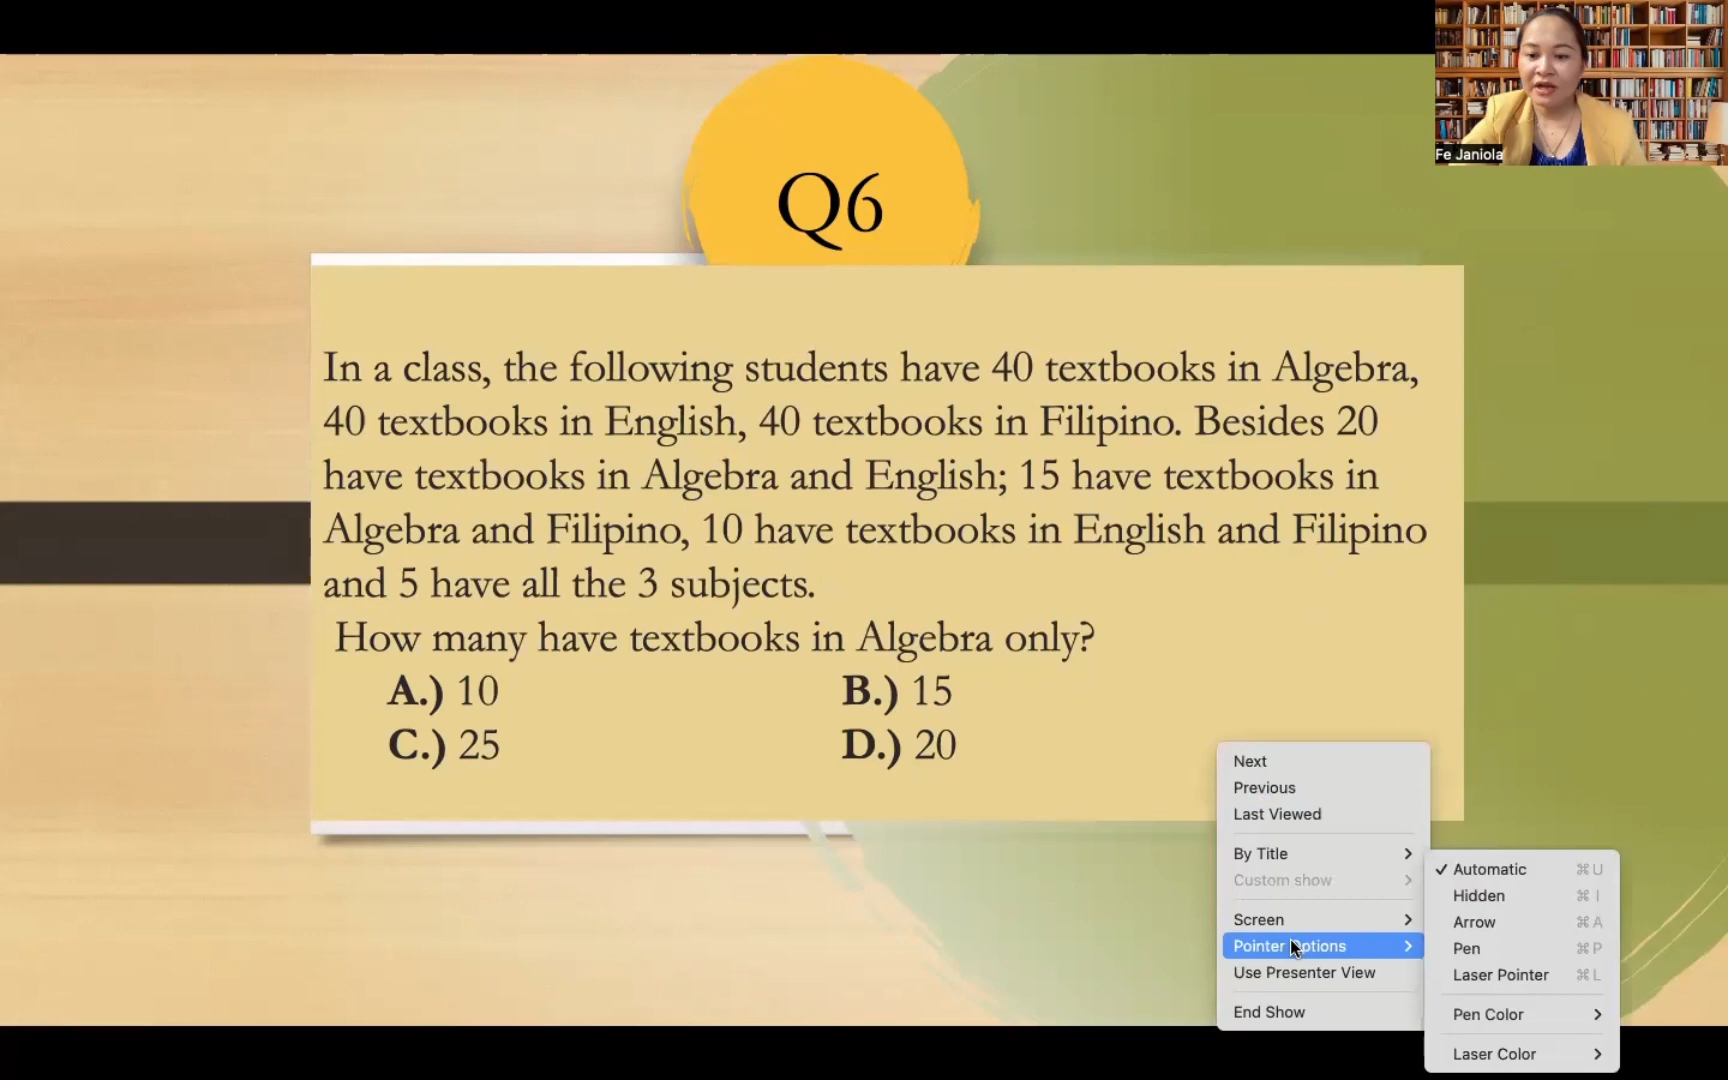 Fe Janiola
Q6
In a class, the following students have 40 textbooks in Algebra,
40 textbooks in English, 40 textbooks in Filipino. Besides 20
have textbooks in Algebra and English; 15 have textbooks in
Algebra and Filipino, 10 have textbooks in English and Filipino
and 5 have all the 3 subjects.
How many have textbooks in Algebra only?
A.) 10 B.) 15
C.) 25 D.) 20
Next
Previous
Last Viewed
By Title
Custom show
Screen
Pointer Options
Use Presenter View
End Show
Automatic ⌘U
Hidden ⌘I
Arrow ⌘A
Pen ⌘P
Laser Pointer ⌘L
Pen Color
Laser Color